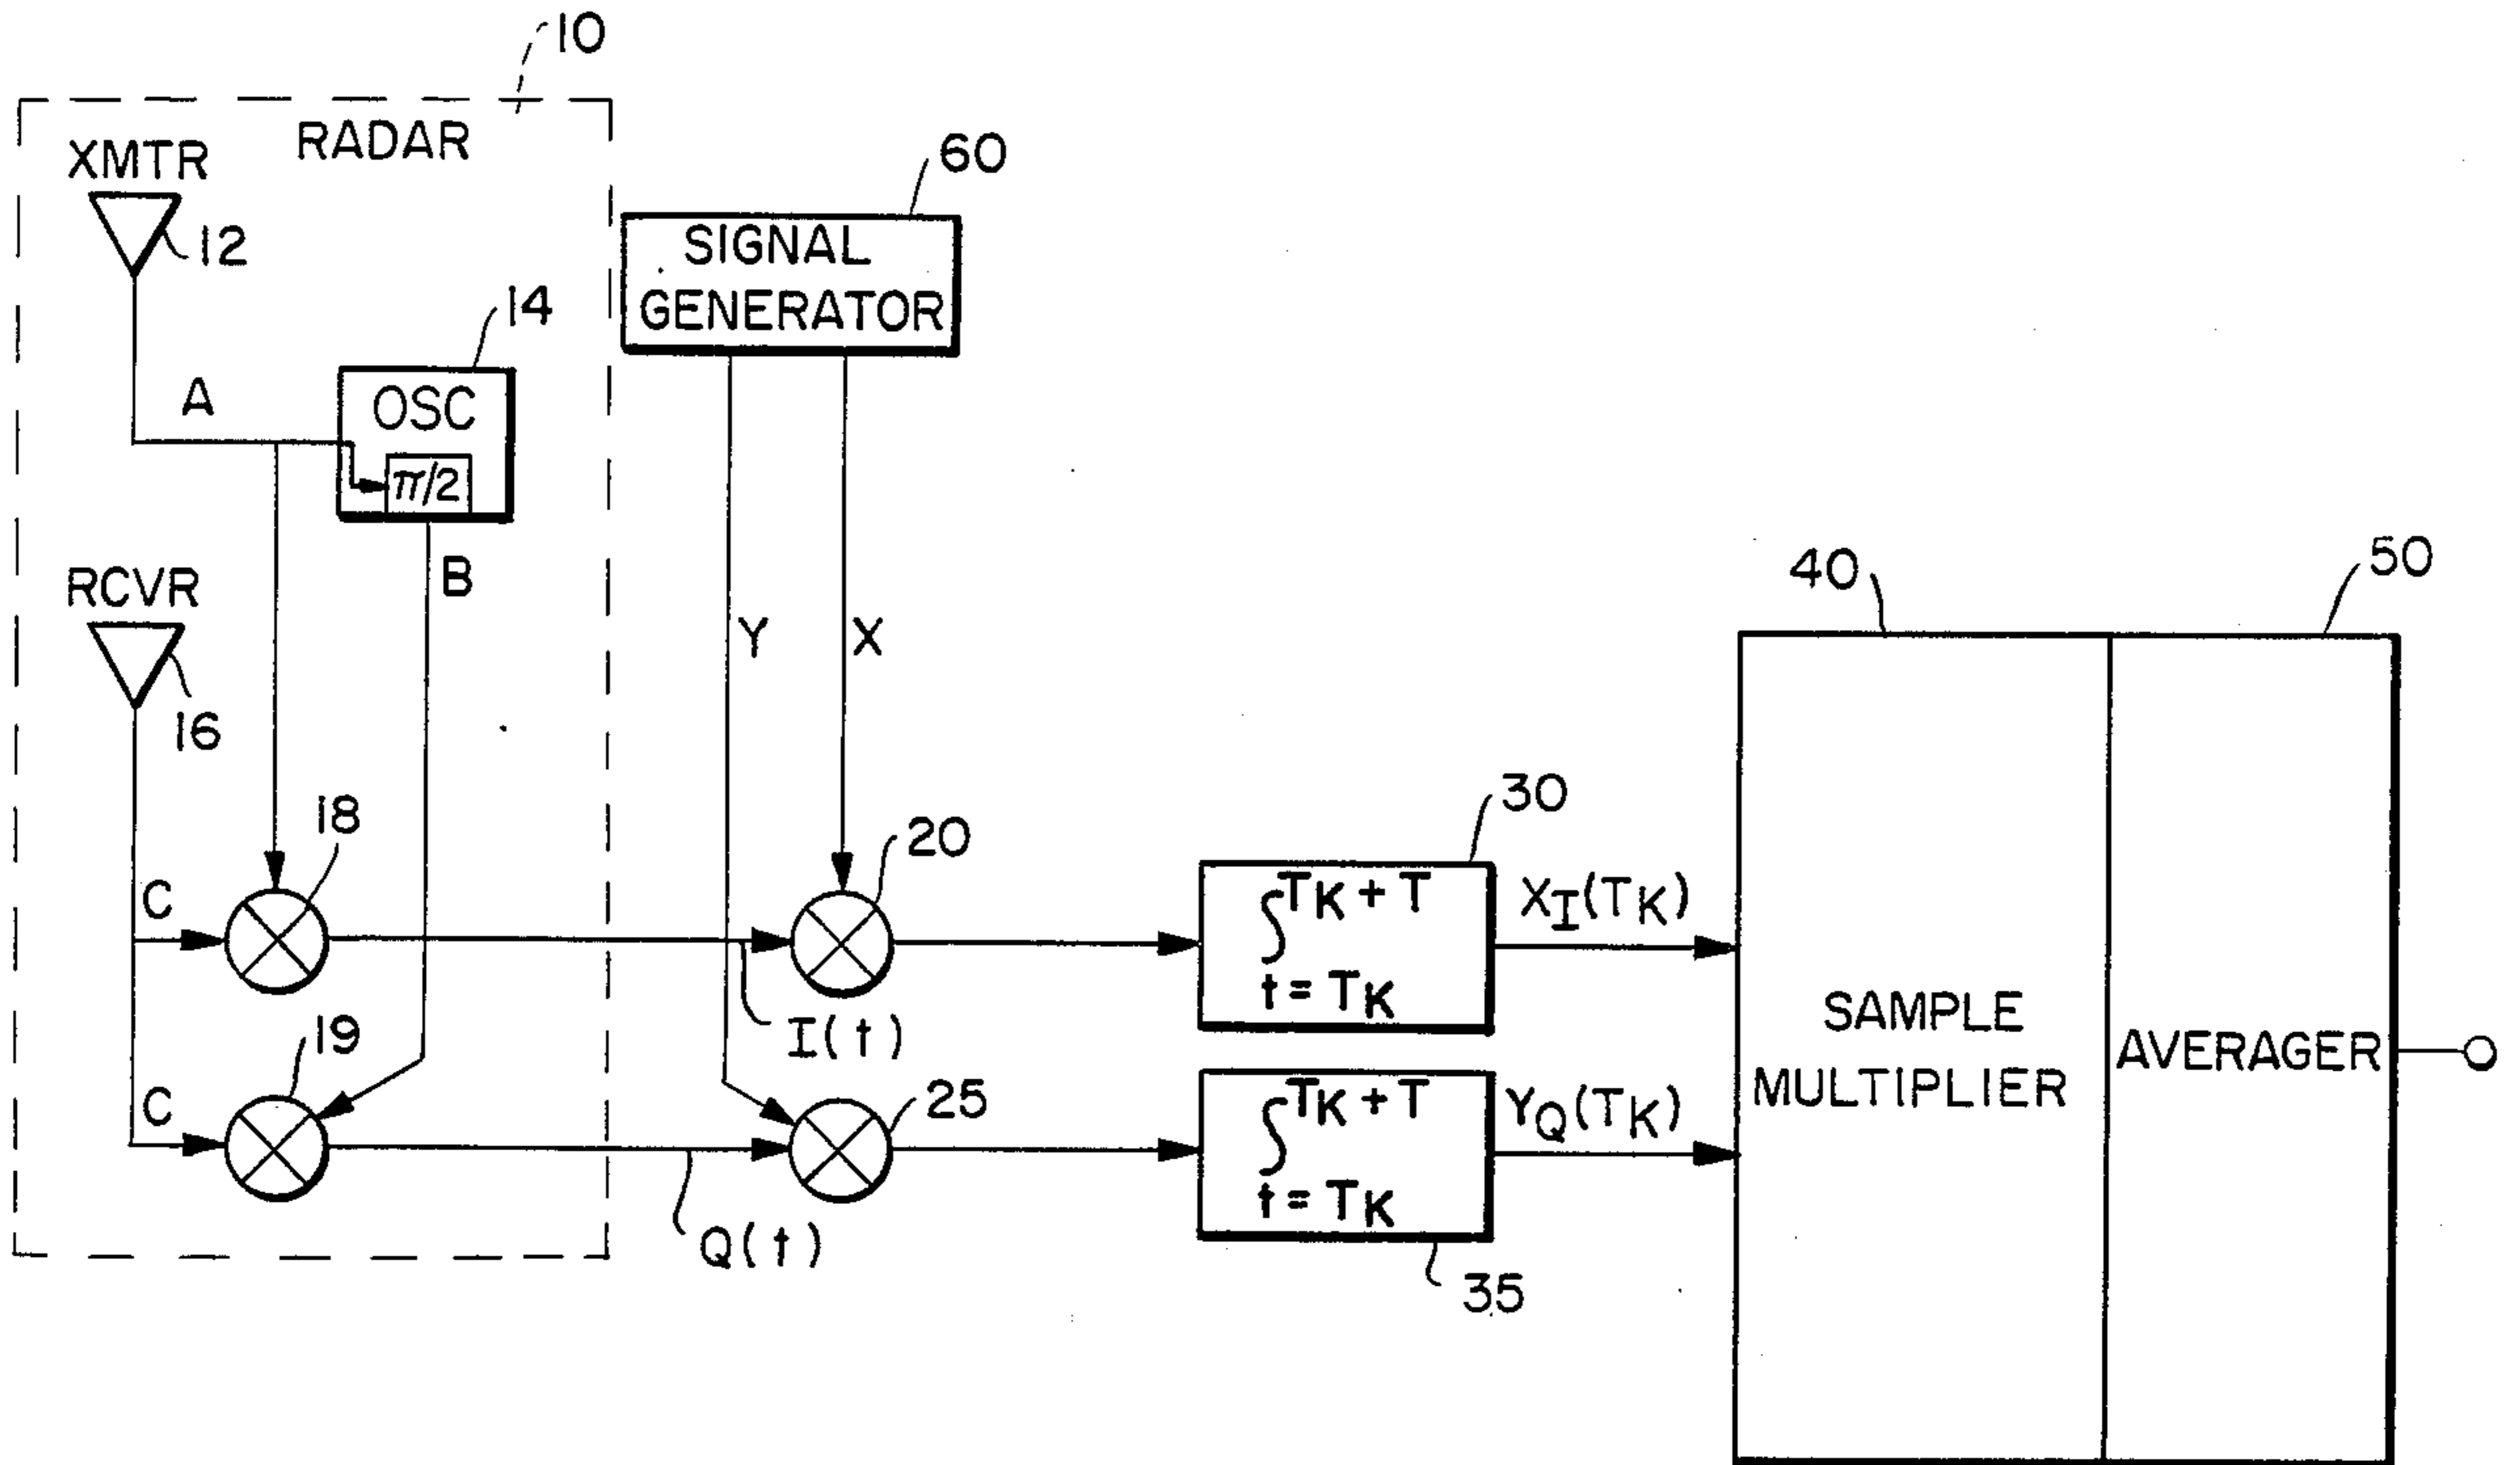 10
RADAR
XMTR
60
12
SIGNAL
GENERATOR
14
A
OSC
π/2
B
40
50
RCVR
Y
X
16
30
18
20
C
∫ TK + T
t = TK
XI(TK)
I(t)
SAMPLE
MULTIPLIER
AVERAGER
19
C
25
∫ TK + T
t = TK
YQ(TK)
Q(t)
35